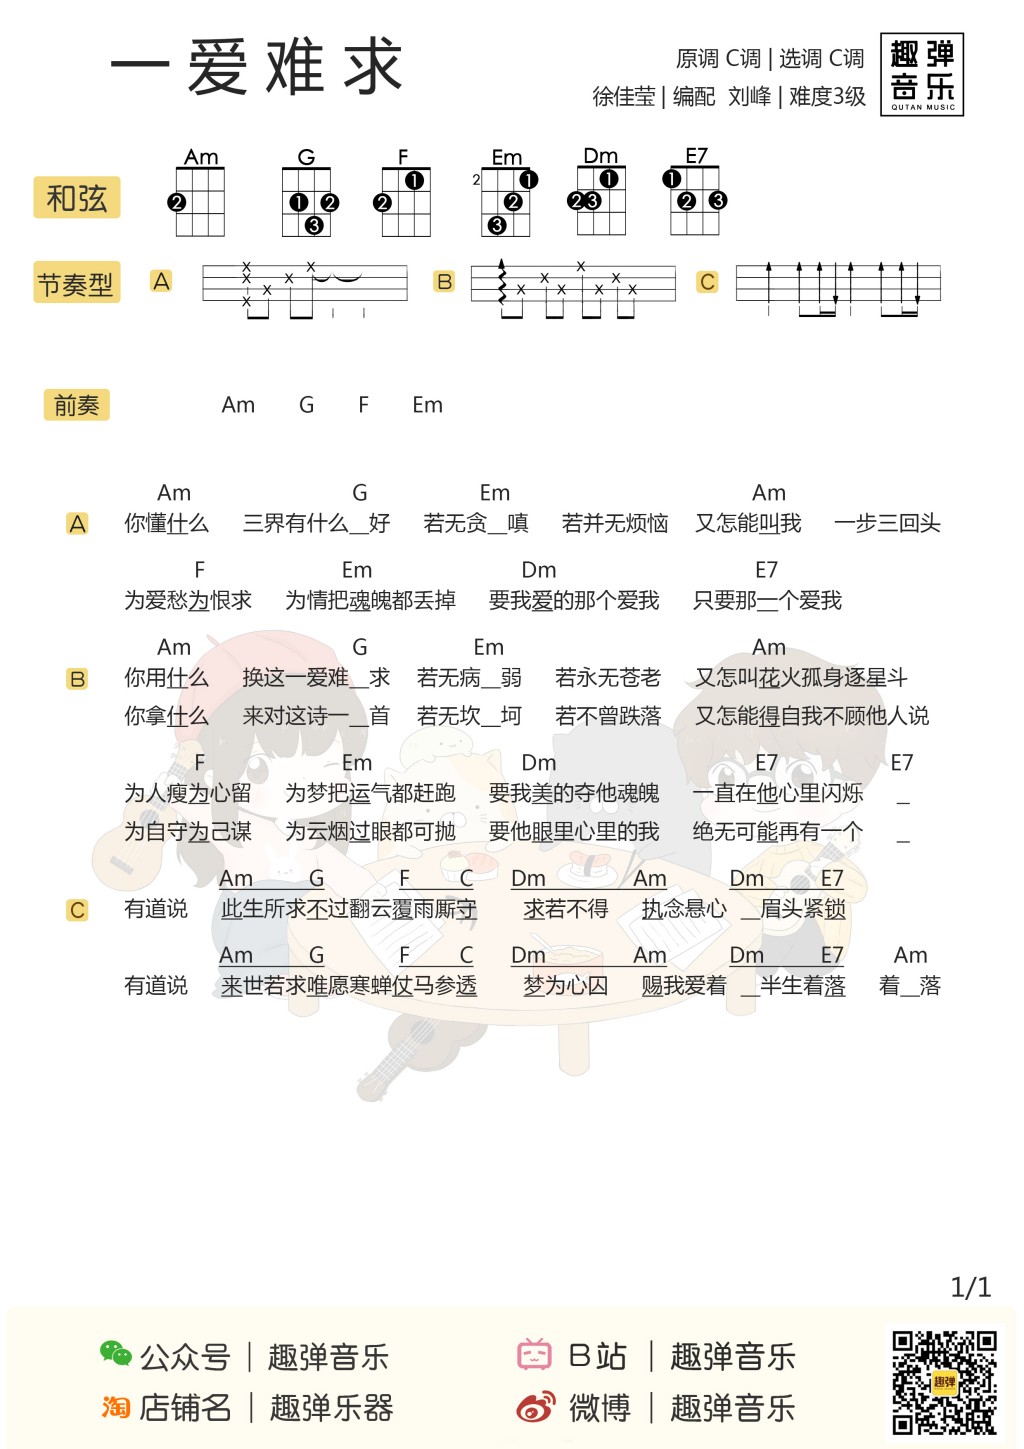 一爱难求
原调 C调 | 选调 C调
徐佳莹 | 编配 刘峰 | 难度3级
趣弹
音乐
QUTAN MUSIC
和弦 Am G F Em Dm E7
2 1 2 3 1 2 2 1 2 3 1 2 3 1 2 3
节奏型 A B C
前奏 Am G F Em
Am G Em Am
A 你懂什么 三界有什么__好 若无贪__嗔 若并无烦恼 又怎能叫我 一步三回头
F Em Dm E7
为爱愁为恨求 为情把魂魄都丢掉 要我爱的那个爱我 只要那一个爱我
Am G Em Am
B 你用什么 换这一爱难__求 若无病__弱 若永无苍老 又怎叫花火孤身逐星斗
你拿什么 来对这诗一__首 若无坎__坷 若不曾跌落 又怎能得自我不顾他人说
F Em Dm E7 E7
为人瘦为心留 为梦把运气都赶跑 要我美的夺他魂魄 一直在他心里闪烁 _
为自守为己谋 为云烟过眼都可抛 要他眼里心里的我 绝无可能再有一个 _
Am G F C Dm Am Dm E7
C 有道说 此生所求不过翻云覆雨厮守 求若不得 执念悬心 __眉头紧锁
Am G F C Dm Am Dm E7 Am
有道说 来世若求唯愿寒蝉仗马参透 梦为心囚 赐我爱着 __半生着落 着__落
1/1
公众号 | 趣弹音乐 B站 | 趣弹音乐
淘 店铺名 | 趣弹乐器 微博 | 趣弹音乐
趣弹